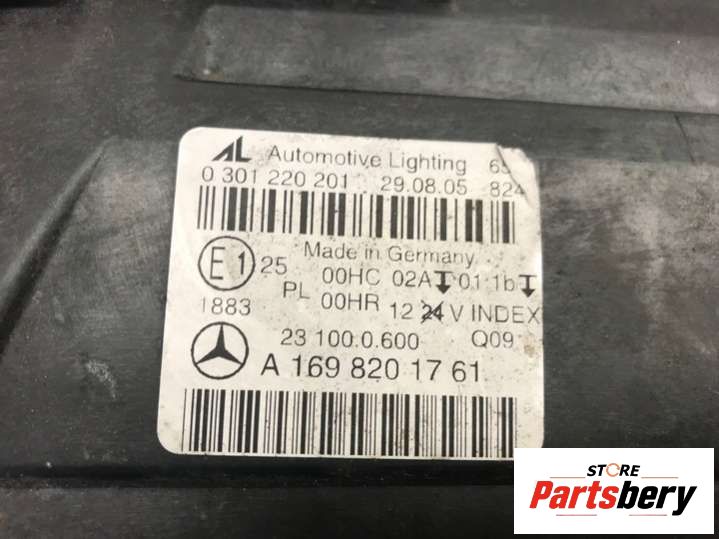 AL Automotive Lighting 65
0 301 220 201 29.08.05 824
Made in Germany
E1 25 00HC 02A 01 1b
PL 00HR 12 24 V INDEX
1883
23 100.0.600 Q09
A 169 820 17 61
STORE
Partsbery